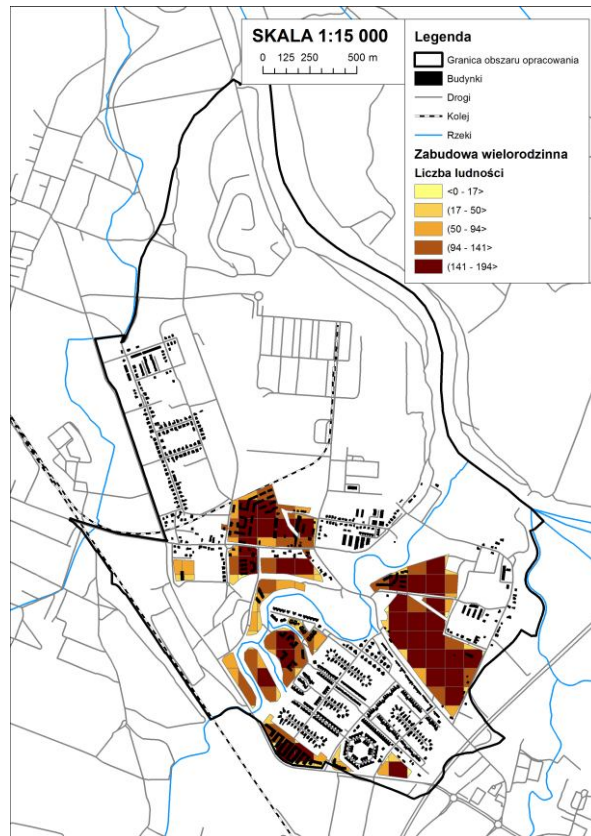 SKALA 1:15 000
0 125 250 500 m
Legenda
Granica obszaru opracowania
Budynki
Drogi
Kolej
Rzeki
Zabudowa wielorodzinna
Liczba ludności
<0 - 17>
(17 - 50>
(50 - 94>
(94 - 141>
(141 - 194>